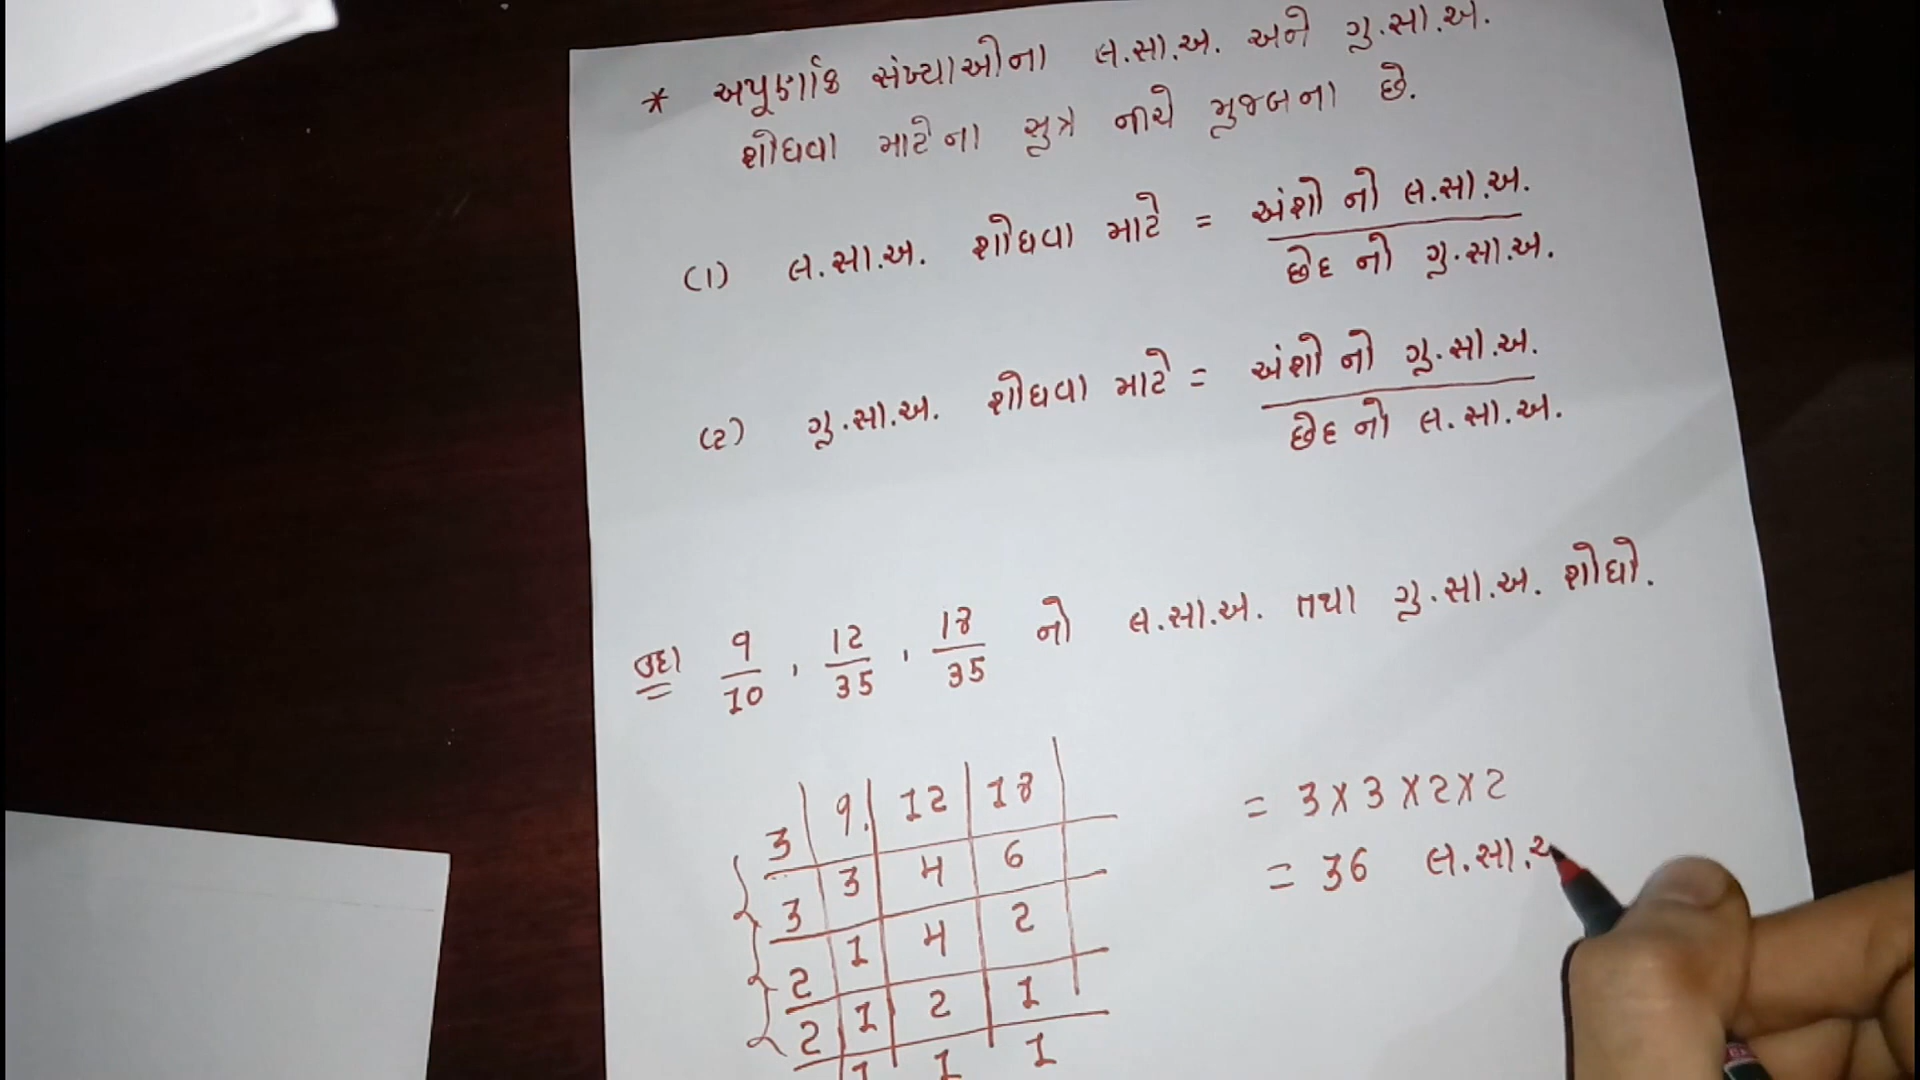 * અપૂર્ણાંક સંખ્યાઓના લ.સા.અ. અને ગુ.સા.અ.
શોધવા માટેના સુત્ર નીચે મુજબના છે.
(1) લ.સા.અ. શોધવા માટે = અંશો નો લ.સા.અ.
છેદ નો ગુ.સા.અ.
(2) ગુ.સા.અ. શોધવા માટે = અંશો નો ગુ.સા.અ.
છેદ નો લ.સા.અ.
ઉદા 9/10 , 12/35 , 18/35 નો લ.સા.અ. તથા ગુ.સા.અ. શોધો.
3 9. 12 18
3 3 4 6
2 1 4 2
2 1 2 1
1 1 1
= 3 X 3 X 2 X 2
= 36 લ.સા.અ